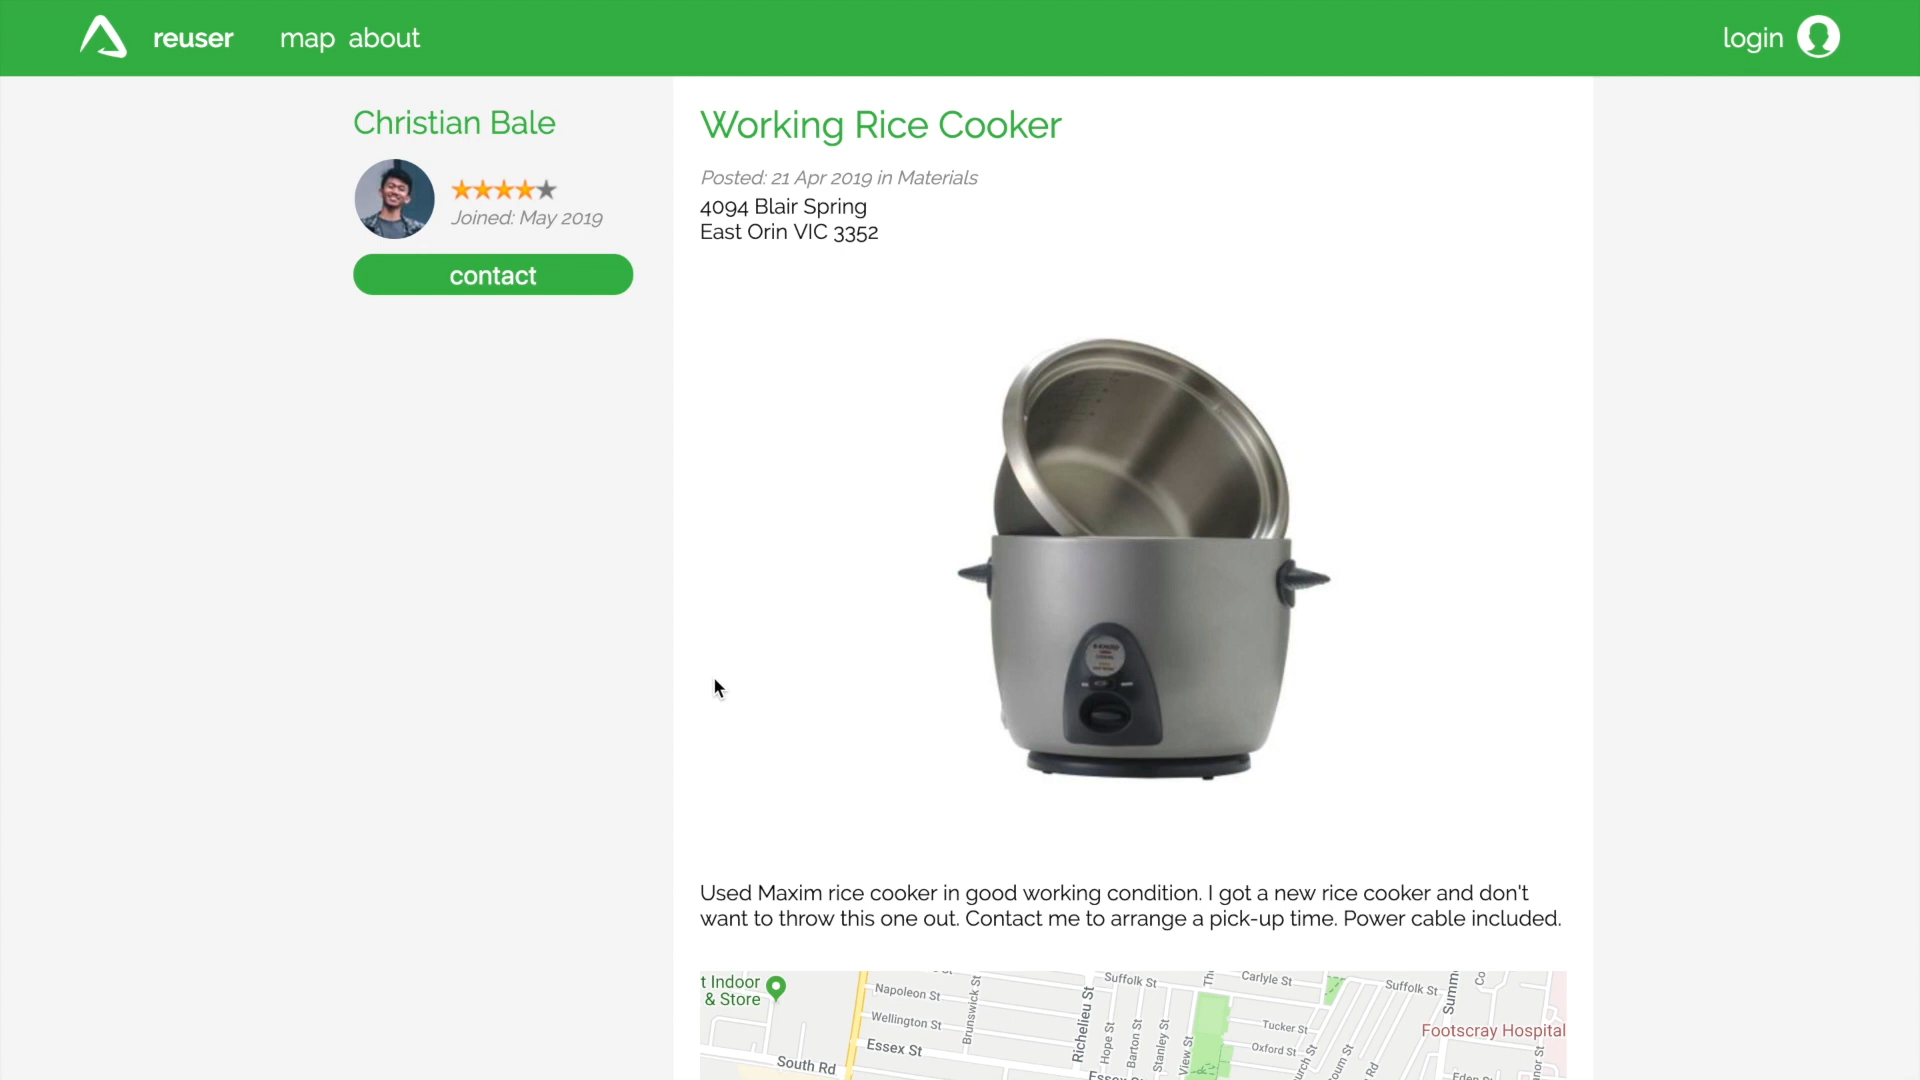 reuser
map about
login
Christian Bale
Joined: May 2019
contact
Working Rice Cooker
Posted: 21 Apr 2019 in Materials
4094 Blair Spring
East Orin VIC 3352
Used Maxim rice cooker in good working condition. I got a new rice cooker and don't
want to throw this one out. Contact me to arrange a pick-up time. Power cable included.
t Indoor
& Store
Napoleon St
Wellington St
Essex St
South Rd
Brunswick St
Richelieu St
Suffolk St
Hope St
Barton St
Stanley St
View St
Carlyle St
Tucker St
Oxford St
Suffolk St
Summ
Footscray Hospital